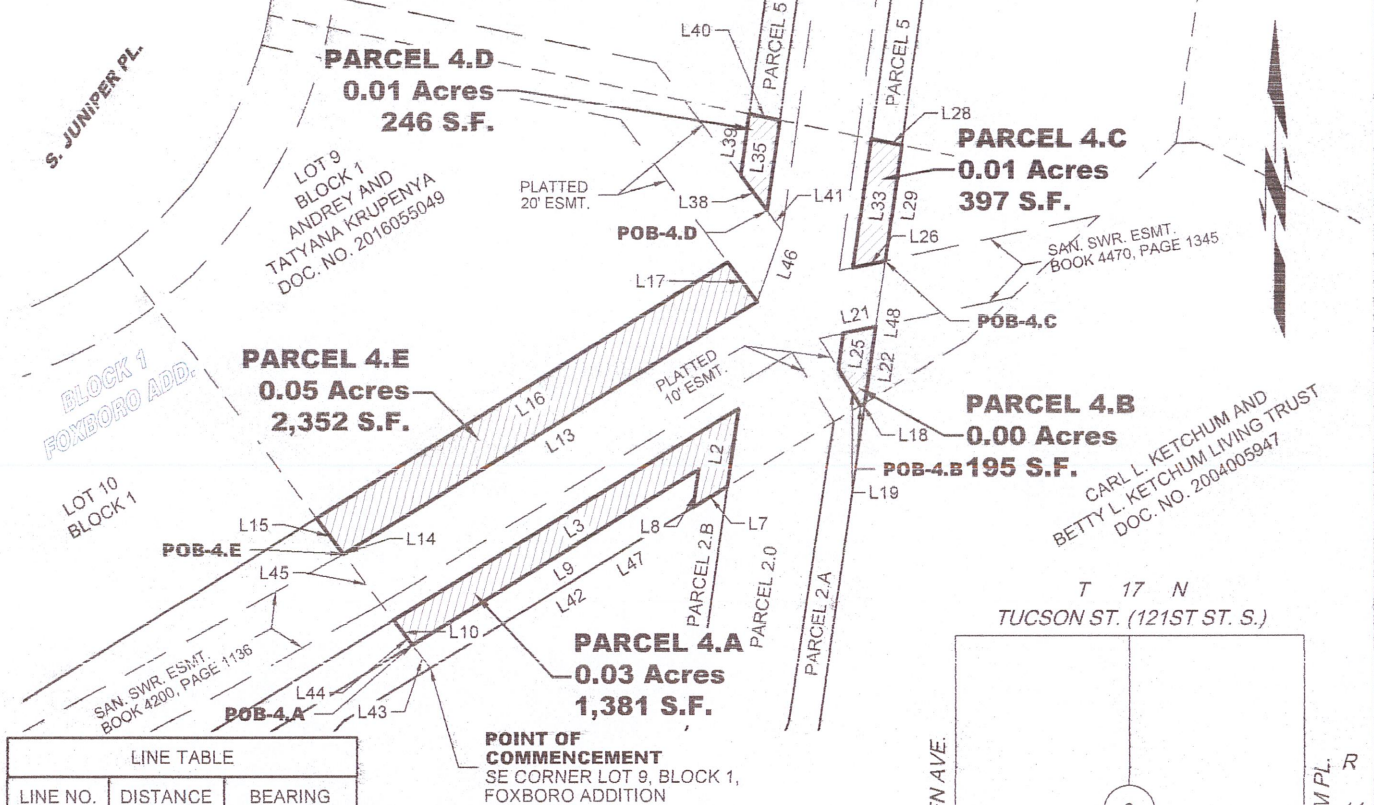 S. JUNIPER PL.
PARCEL 4.D
0.01 Acres
246 S.F.
L40
PARCEL 5
PARCEL 5
L28
PARCEL 4.C
0.01 Acres
397 S.F.
L39
L35
L33
L29
L38
L41
POB-4.D
L26
LOT 9
BLOCK 1
ANDREY AND
TATYANA KRUPENYA
DOC. NO. 2016055049
PLATTED
20' ESMT.
SAN. SWR. ESMT.
BOOK 4470, PAGE 1345
L17
L46
L21
L48
POB-4.C
PARCEL 4.E
0.05 Acres
2,352 S.F.
BLOCK 1
FOXBORO ADD.
L16
L13
PLATTED
10' ESMT.
L25
L22
PARCEL 4.B
0.00 Acres
195 S.F.
L18
POB-4.B
L19
CARL L. KETCHUM AND
BETTY L. KETCHUM LIVING TRUST
DOC. NO. 2004005947
LOT 10
BLOCK 1
L15
POB-4.E
L14
L45
L2
L3
L8
L7
L9
L47
L42
PARCEL 2.B
PARCEL 2.0
PARCEL 2.A
L10
PARCEL 4.A
0.03 Acres
1,381 S.F.
SAN. SWR. ESMT.
BOOK 4200, PAGE 1136
L44
POB-4.A
L43
POINT OF
COMMENCEMENT
SE CORNER LOT 9, BLOCK 1,
FOXBORO ADDITION
T 17 N
TUCSON ST. (121ST ST. S.)
EN AVE.
M PL.
R
LINE TABLE
LINE NO. DISTANCE BEARING